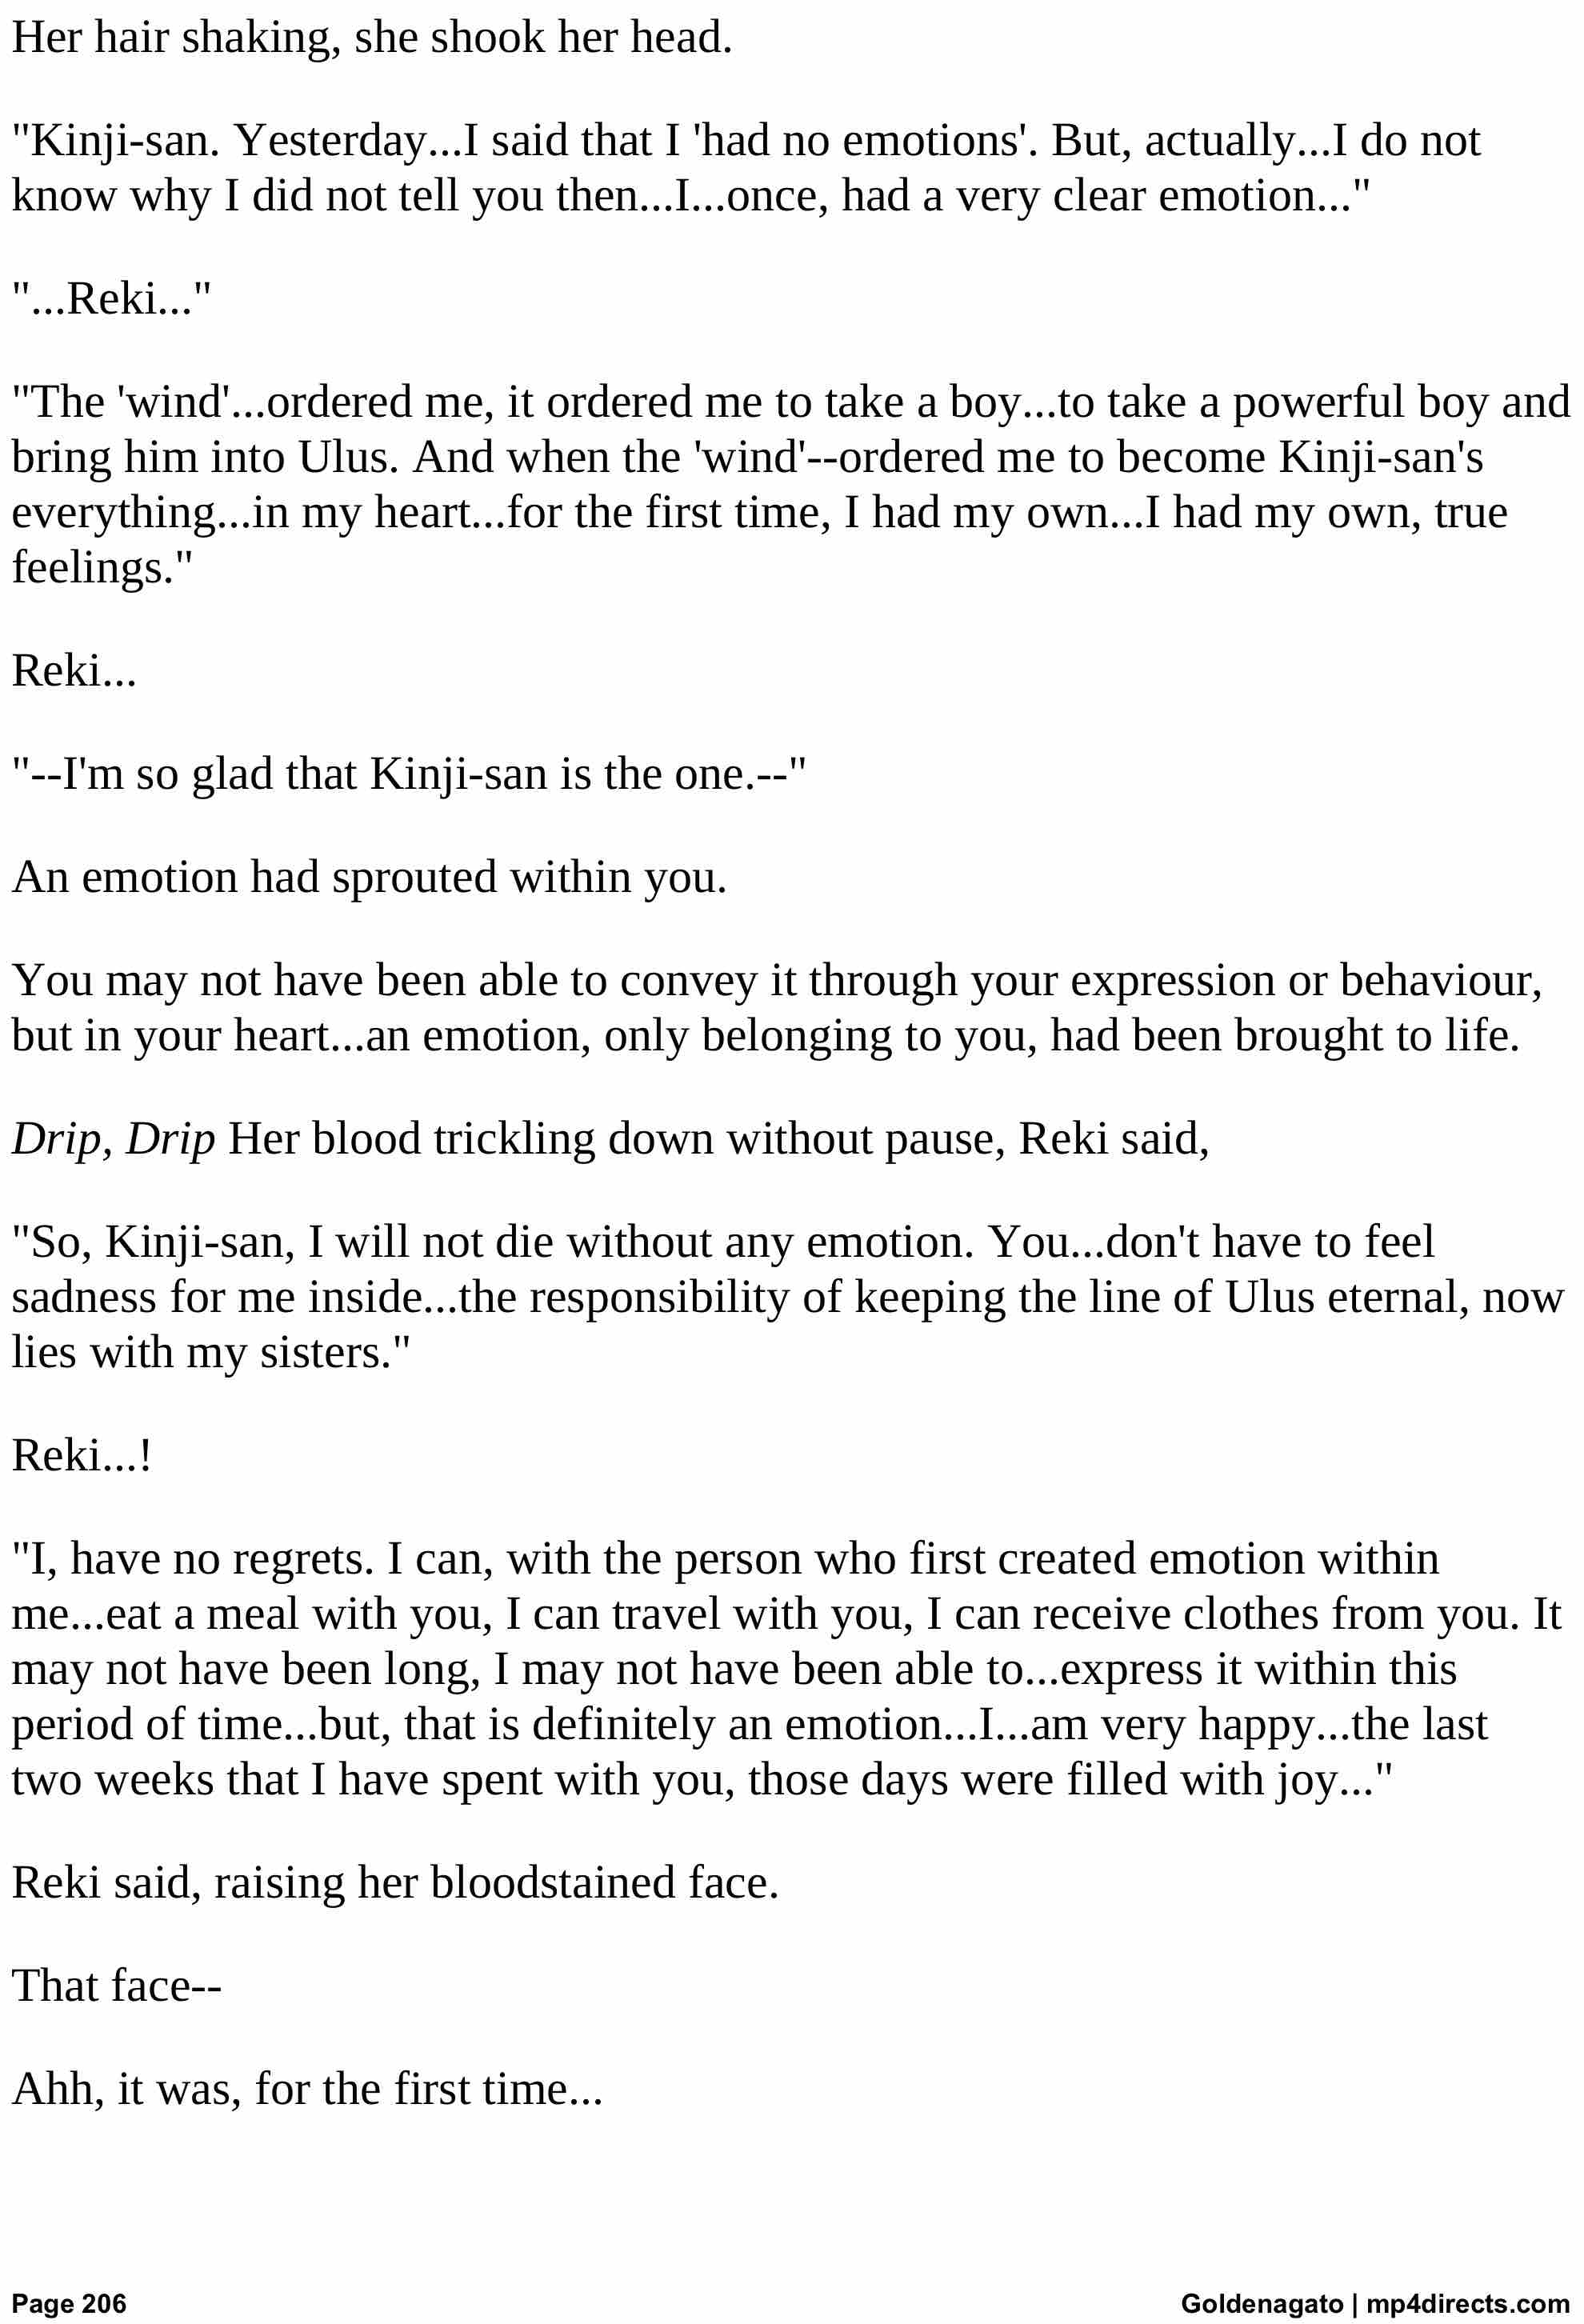 Her hair shaking, she shook her head.
"Kinji-san. Yesterday...I said that I 'had no emotions'. But, actually...I do not
know why I did not tell you then...I...once, had a very clear emotion..."
"...Reki..."
"The 'wind'...ordered me, it ordered me to take a boy...to take a powerful boy and
bring him into Ulus. And when the 'wind'--ordered me to become Kinji-san's
everything...in my heart...for the first time, I had my own...I had my own, true
feelings."
Reki...
"--I'm so glad that Kinji-san is the one.--"
An emotion had sprouted within you.
You may not have been able to convey it through your expression or behaviour,
but in your heart...an emotion, only belonging to you, had been brought to life.
Drip, Drip Her blood trickling down without pause, Reki said,
"So, Kinji-san, I will not die without any emotion. You...don't have to feel
sadness for me inside...the responsibility of keeping the line of Ulus eternal, now
lies with my sisters."
Reki...!
"I, have no regrets. I can, with the person who first created emotion within
me...eat a meal with you, I can travel with you, I can receive clothes from you. It
may not have been long, I may not have been able to...express it within this
period of time...but, that is definitely an emotion...I...am very happy...the last
two weeks that I have spent with you, those days were filled with joy..."
Reki said, raising her bloodstained face.
That face--
Ahh, it was, for the first time...
Page 206
Goldenagato | mp4directs.com